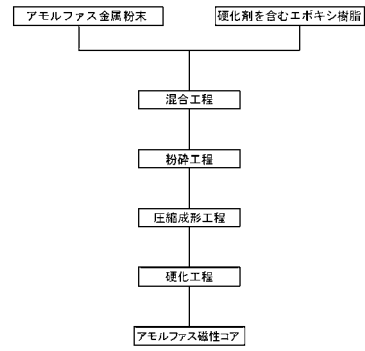 アモルファス金属粉末
硬化剤を含むエポキシ樹脂
混合工程
粉砕工程
圧縮成形工程
硬化工程
アモルファス磁性コア